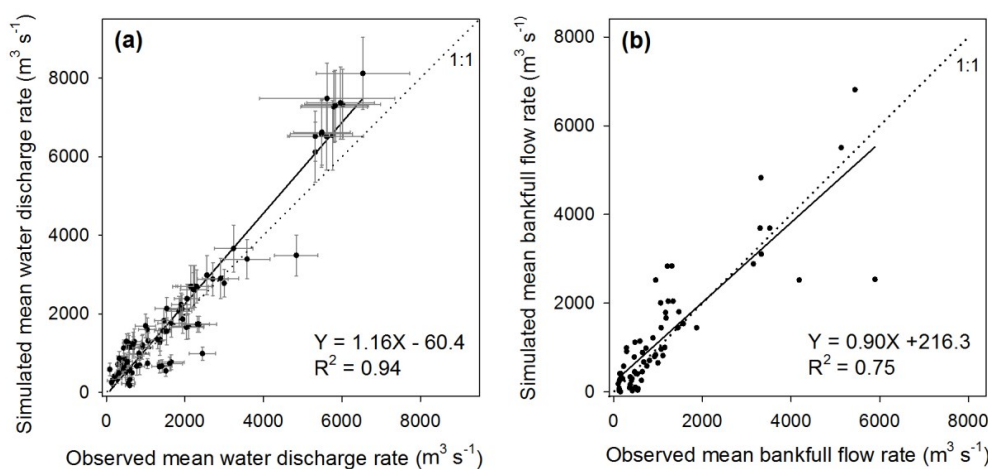 (a)
1:1
Simulated mean water discharge rate (m³ s⁻¹)
8000
6000
4000
2000
0
Y = 1.16X - 60.4
R² = 0.94
0 2000 4000 6000 8000
Observed mean water discharge rate (m³ s⁻¹)
(b)
1:1
Simulated mean bankfull flow rate (m³ s⁻¹)
8000
6000
4000
2000
0
Y = 0.90X +216.3
R² = 0.75
0 2000 4000 6000 8000
Observed mean bankfull flow rate (m³ s⁻¹)